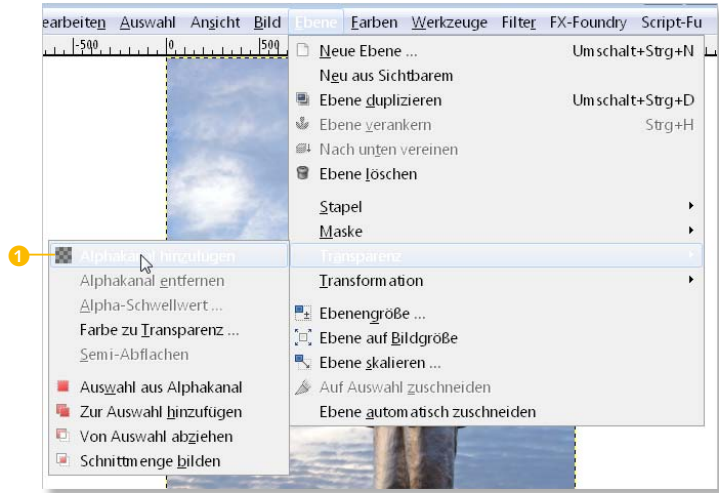 earbeiten Auswahl Ansicht Bild Ebene Farben Werkzeuge Filter FX-Foundry Script-Fu
-500 0 500
Neue Ebene ... Umschalt+Strg+N
Neu aus Sichtbarem
Ebene duplizieren Umschalt+Strg+D
Ebene verankern Strg+H
Nach unten vereinen
Ebene löschen
Stapel
Maske
Transparenz
Transformation
Ebenengröße ...
Ebene auf Bildgröße
Ebene skalieren ...
Auf Auswahl zuschneiden
Ebene automatisch zuschneiden
1
Alphakanal hinzufügen
Alphakanal entfernen
Alpha-Schwellwert ...
Farbe zu Transparenz ...
Semi-Abflachen
Auswahl aus Alphakanal
Zur Auswahl hinzufügen
Von Auswahl abziehen
Schnittmenge bilden